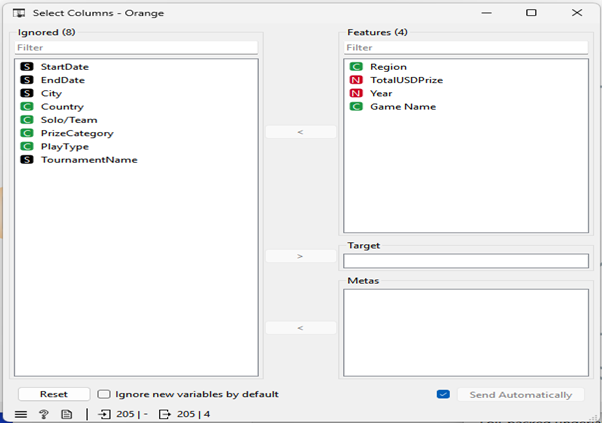 Select Columns - Orange
Ignored (8)
Filter
S StartDate
S EndDate
S City
C Country
C Solo/Team
C PrizeCategory
C PlayType
S TournamentName
<
>
<
Features (4)
Filter
C Region
N TotalUSDPrize
N Year
C Game Name
Target
Metas
Reset
Ignore new variables by default
Send Automatically
? 205 | - 205 | 4